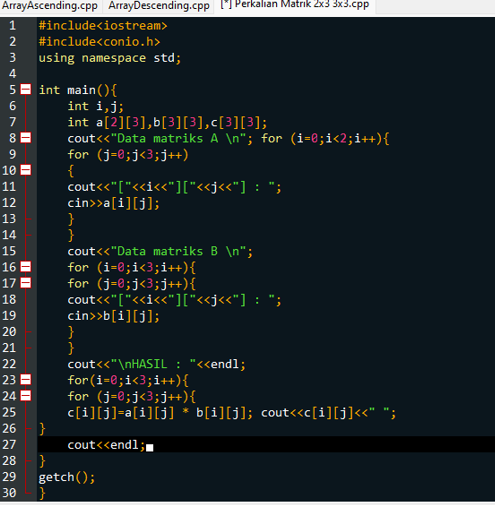 ArrayAscending.cpp ArrayDescending.cpp [*] Perkalian Matrik 2x3 3x3.cpp
1 #include<iostream>
2 #include<conio.h>
3 using namespace std;
4
5 int main(){
6 int i,j;
7 int a[2][3],b[3][3],c[3][3];
8 cout<<"Data matriks A \n"; for (i=0;i<2;i++){
9 for (j=0;j<3;j++)
10 {
11 cout<<"["<<i<<"]["<<j<<"] : ";
12 cin>>a[i][j];
13 }
14 }
15 cout<<"Data matriks B \n";
16 for (i=0;i<3;i++){
17 for (j=0;j<3;j++){
18 cout<<"["<<i<<"]["<<j<<"] : ";
19 cin>>b[i][j];
20 }
21 }
22 cout<<"\nHASIL : "<<endl;
23 for(i=0;i<3;i++){
24 for (j=0;j<3;j++){
25 c[i][j]=a[i][j] * b[i][j]; cout<<c[i][j]<<" ";
26 }
27 cout<<endl;
28 }
29 getch();
30 }